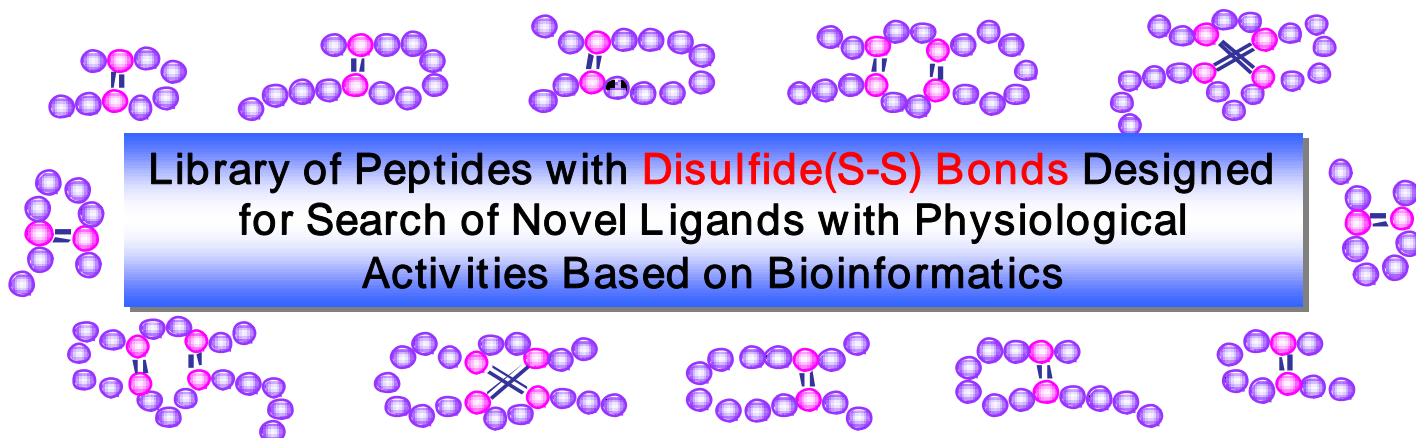 Library of Peptides with Disulfide(S-S) Bonds Designed
for Search of Novel Ligands with Physiological
Activities Based on Bioinformatics